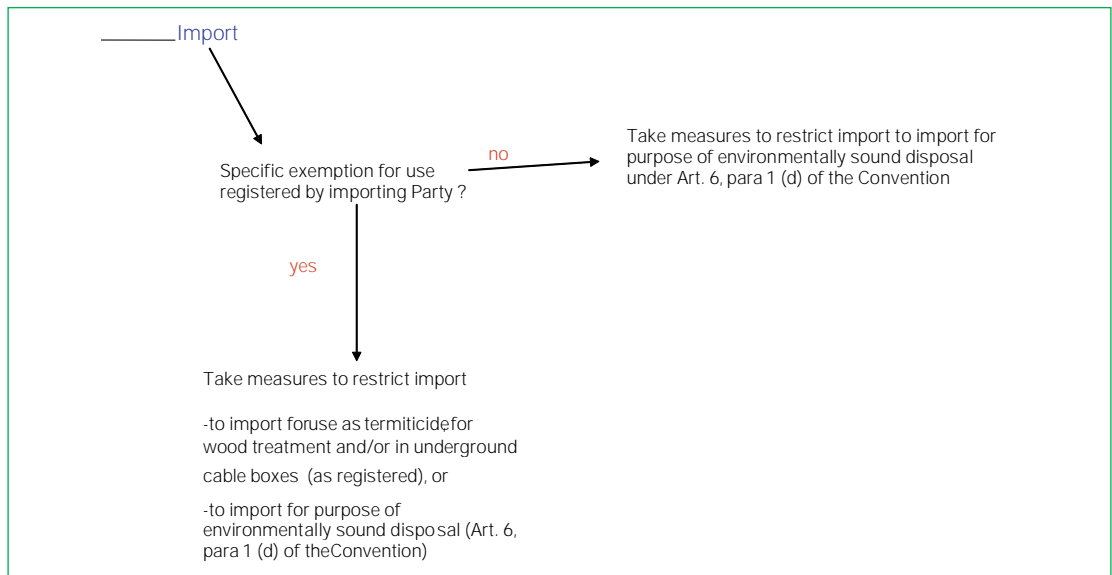 ________Import
Specific exemption for use
registered by importing Party ?
no
Take measures to restrict import to import for
purpose of environmentally sound disposal
under Art. 6, para 1 (d) of the Convention
yes
Take measures to restrict import
-to import foruse as termiticide,for
wood treatment and/or in underground
cable boxes (as registered), or
-to import for purpose of
environmentally sound disposal (Art. 6,
para 1 (d) of theConvention)